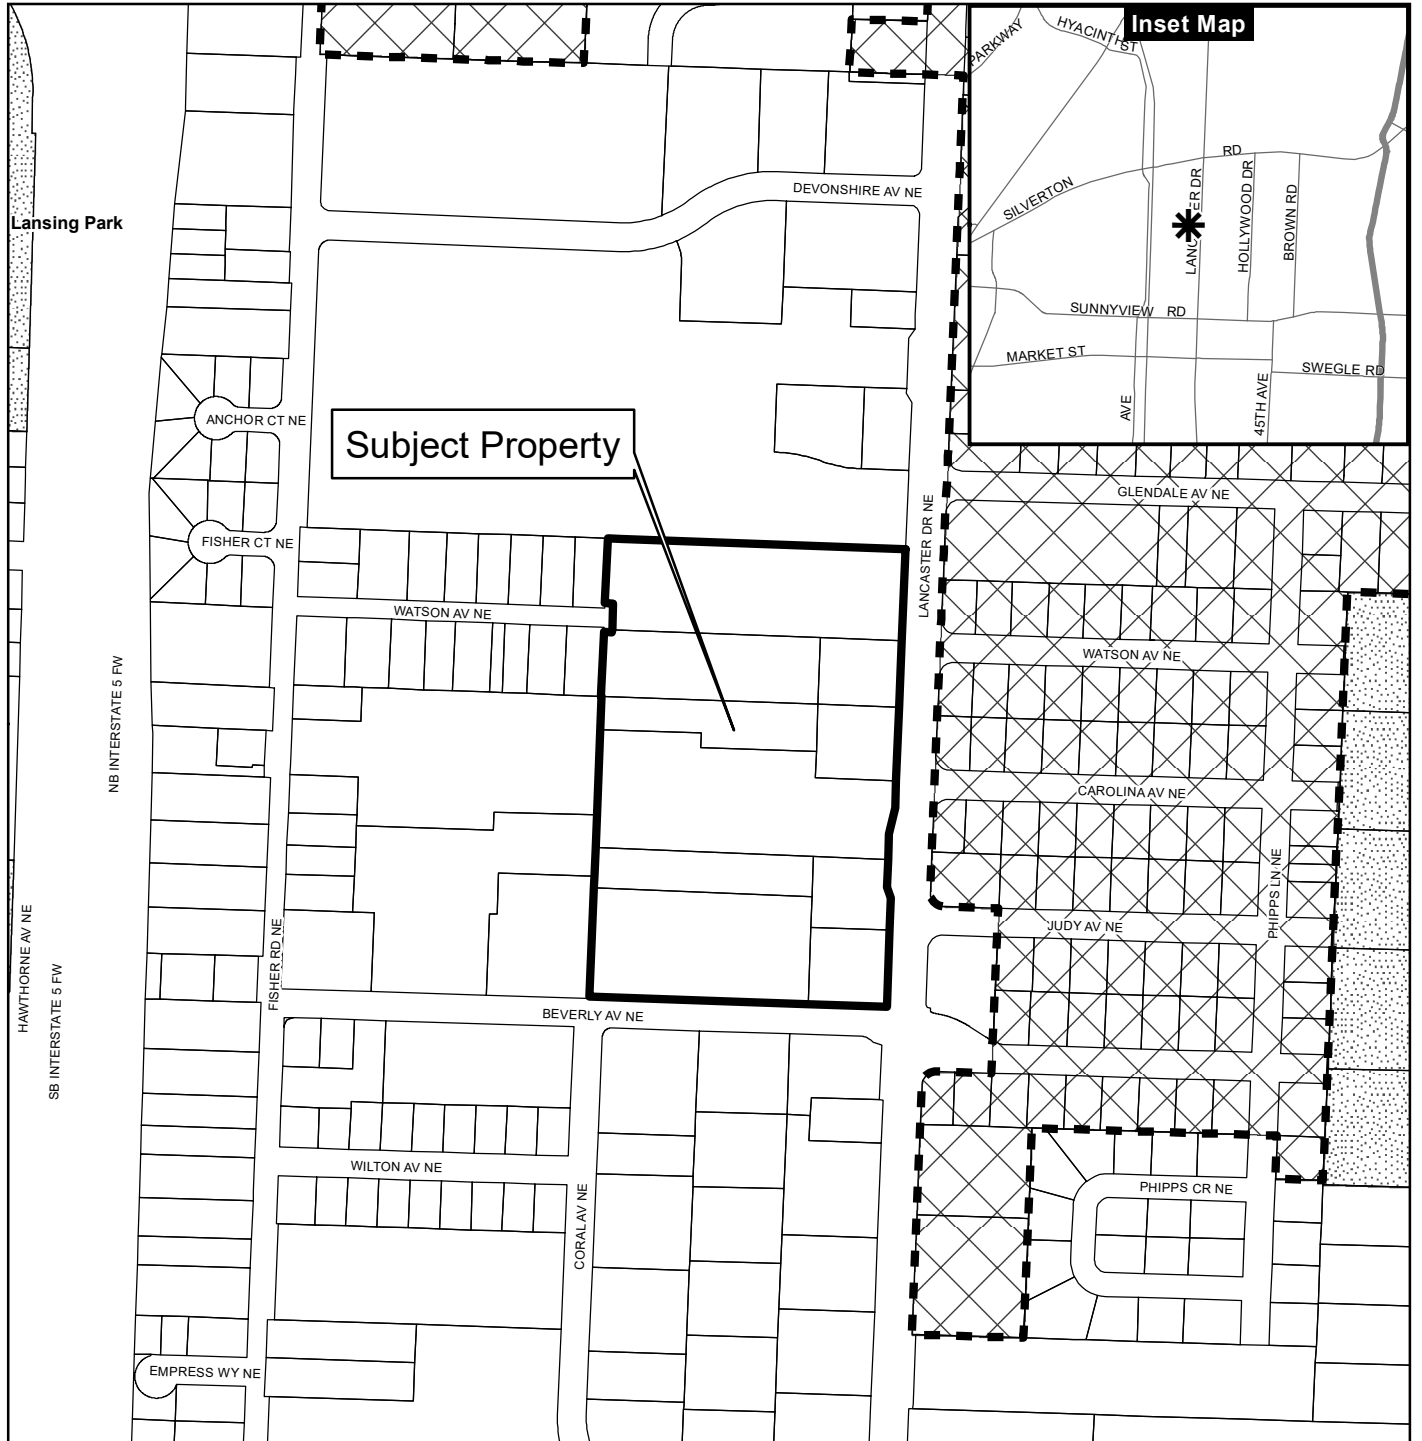 Inset Map
PARKWAY
HYACINTH ST
RD
SILVERTON
LANC ER DR
HOLLYWOOD DR
BROWN RD
SUNNYVIEW RD
MARKET ST
SWEGLE RD
AVE
45TH AVE
DEVONSHIRE AV NE
Lansing Park
ANCHOR CT NE
Subject Property
GLENDALE AV NE
LANCASTER DR NE
FISHER CT NE
WATSON AV NE
WATSON AV NE
NB INTERSTATE 5 FW
CAROLINA AV NE
PHIPPS LN NE
JUDY AV NE
HAWTHORNE AV NE
FISHER RD NE
SB INTERSTATE 5 FW
BEVERLY AV NE
WILTON AV NE
CORAL AV NE
PHIPPS CR NE
EMPRESS WY NE